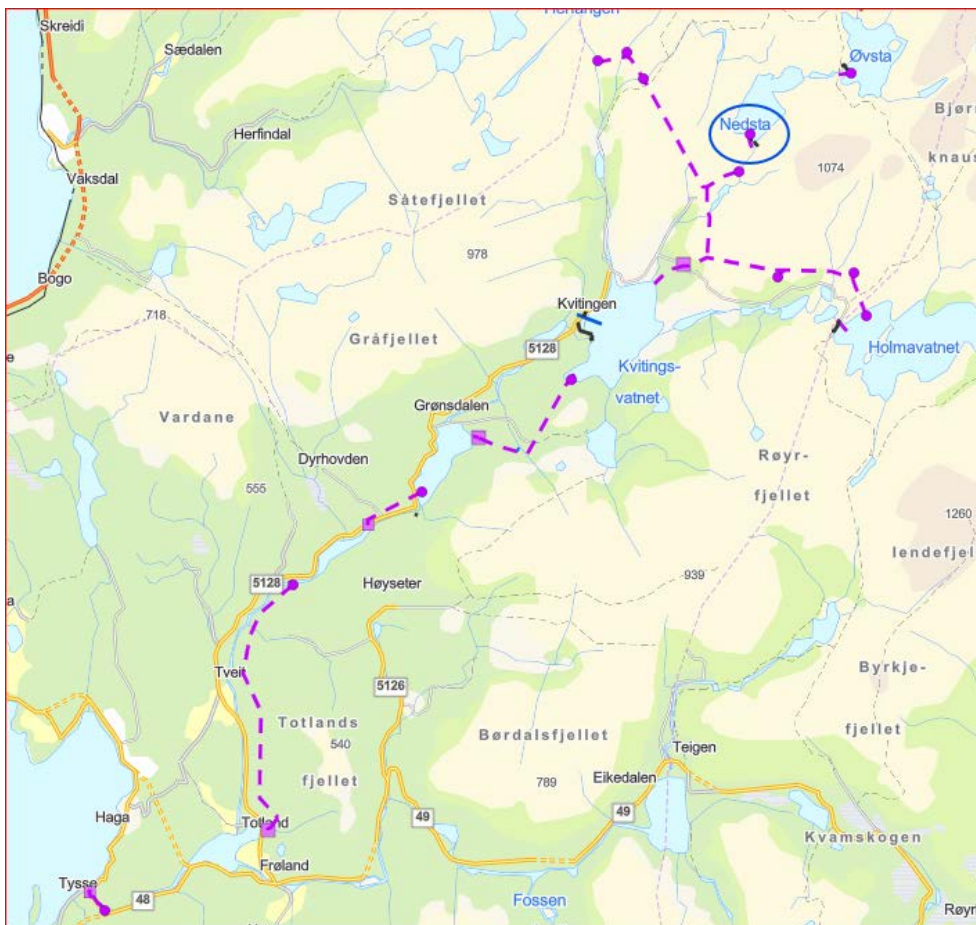 Skreidi
Sædalen
Øvsta
Herfindal
Nedsta
Bjørn
knaus
1074
Vaksdal
Såtefjellet
978
Bogo
718
Kvitingen
Gråfjellet
5128
Holmavatnet
e
Kvitings-
vatnet
Grønsdalen
Vardane
Dyrhovden
Røyr-
fjellet
555
1260
lendefjel
5128
Høyseter
939
a
Tveit
5126
Byrkje-
fjellet
Totlands
fjellet
540
Børdalsfjellet
Teigen
789
Eikedalen
Haga
Totland
49
49
Kvamskogen
Frøland
Tysse
48
Fossen
Røyr